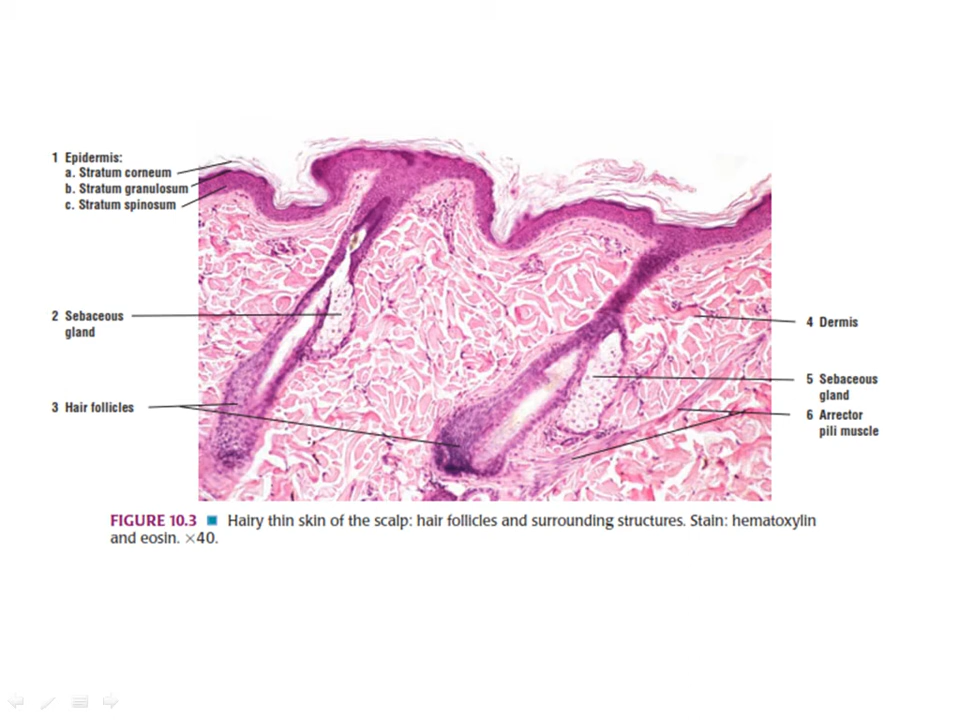 1 Epidermis:
a. Stratum corneum
b. Stratum granulosum
c. Stratum spinosum
2 Sebaceous
gland
3 Hair follicles
4 Dermis
5 Sebaceous
gland
6 Arrector
pili muscle
FIGURE 10.3 ■ Hairy thin skin of the scalp: hair follicles and surrounding structures. Stain: hematoxylin
and eosin. ×40.